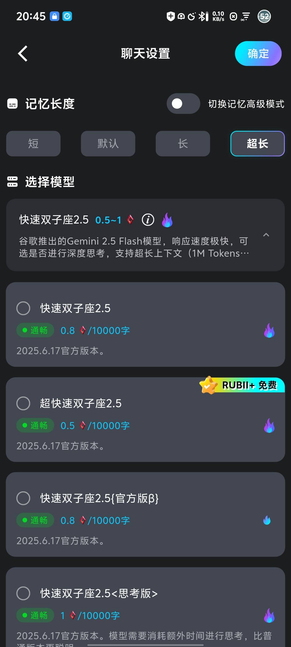 20:45
0.10
KB/s
52
聊天设置
确定
记忆长度
切换记忆高级模式
短
默认
长
超长
选择模型
快速双子座2.5 0.5~1
谷歌推出的Gemini 2.5 Flash模型，响应速度极快，可
选是否进行深度思考，支持超长上下文（1M Tokens…
快速双子座2.5
通畅 0.8 /10000字
2025.6.17官方版本。
RUBII+ 免费
超快速双子座2.5
通畅 0.5 /10000字
2025.6.17官方版本。
快速双子座2.5{官方版β}
通畅 0.8 /10000字
2025.6.17官方版本。
快速双子座2.5<思考版>
通畅 1 /10000字
2025.6.17官方版本。模型需要消耗额外时间进行思考，比普